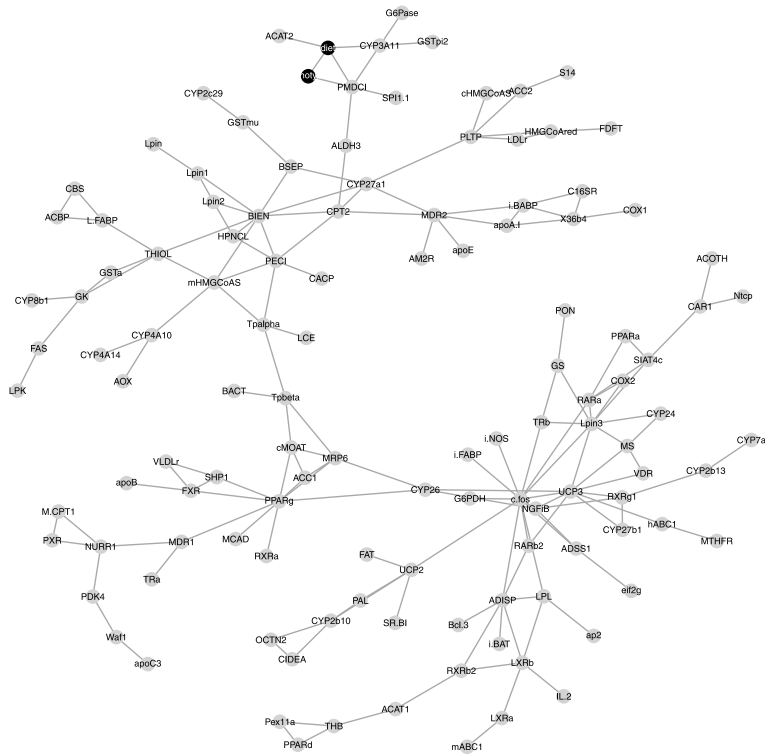 G6Pase
ACAT2
diet
CYP3A11
GSTpi2
PMDCI
SPI1.1
S14
CYP2c29
cHMGCoAS
ACC2
GSTmu
HMGCoAred
FDFT
PLTP
LDLr
Lpin
ALDH3
BSEP
Lpin1
CYP27a1
CBS
C16SR
Lpin2
i.BABP
ACBP
L.FABP
BIEN
CPT2
MDR2
X36b4
COX1
apoA.I
HPNCL
THIOL
AM2R
apoE
PECI
ACOTH
GSTa
mHMGCoAS
CACP
CYP8b1
GK
CAR1
Ntcp
PON
Tpalpha
LCE
CYP4A10
PPARa
FAS
CYP4A14
SIAT4c
GS
AOX
COX2
LPK
BACT
Tpbeta
RARa
CYP24
TRb
Lpin3
i.NOS
CYP7a
cMOAT
MS
i.FABP
VLDLr
MRP6
SHP1
ACC1
VDR
CYP2b13
apoB
FXR
CYP26
UCP3
PPARg
G6PDH
c.fos
RXRg1
NGFiB
M.CPT1
hABC1
CYP27b1
PXR
NURR1
MDR1
MCAD
MTHFR
RARb2
ADSS1
RXRa
FAT
TRa
UCP2
eif2g
PDK4
PAL
ADISP
LPL
CYP2b10
SR.BI
Bcl.3
Waf1
OCTN2
ap2
i.BAT
apoC3
CIDEA
RXRb2
LXRb
IL.2
ACAT1
Pex11a
THB
LXRa
PPARd
mABC1